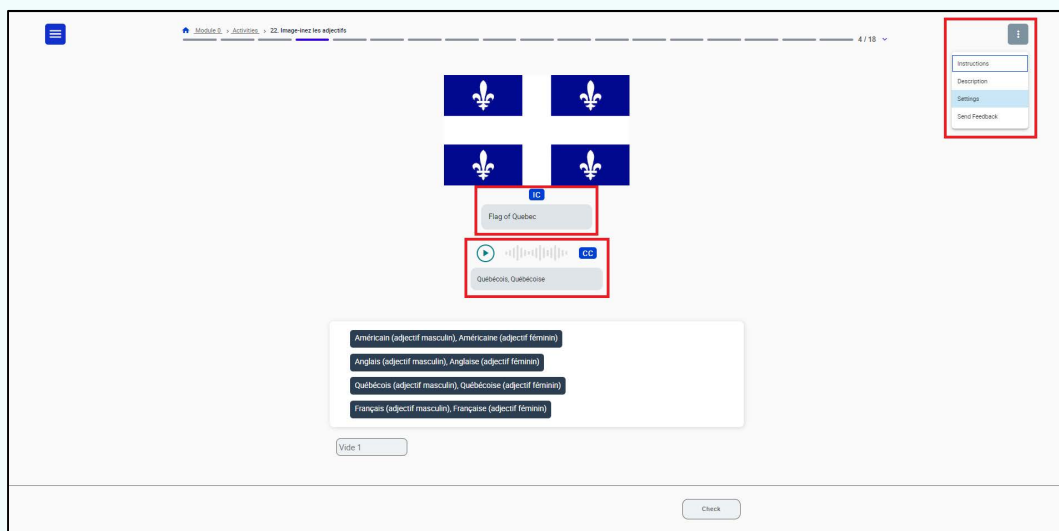 Module 0 > Activities > 22. Image-inez les adjectifs
4 / 18
Instructions
Description
Settings
Send Feedback
IC
Flag of Quebec
CC
Québécois, Québécoise
Américain (adjectif masculin), Américaine (adjectif féminin)
Anglais (adjectif masculin), Anglaise (adjectif féminin)
Québécois (adjectif masculin), Québécoise (adjectif féminin)
Français (adjectif masculin), Française (adjectif féminin)
Vide 1
Check